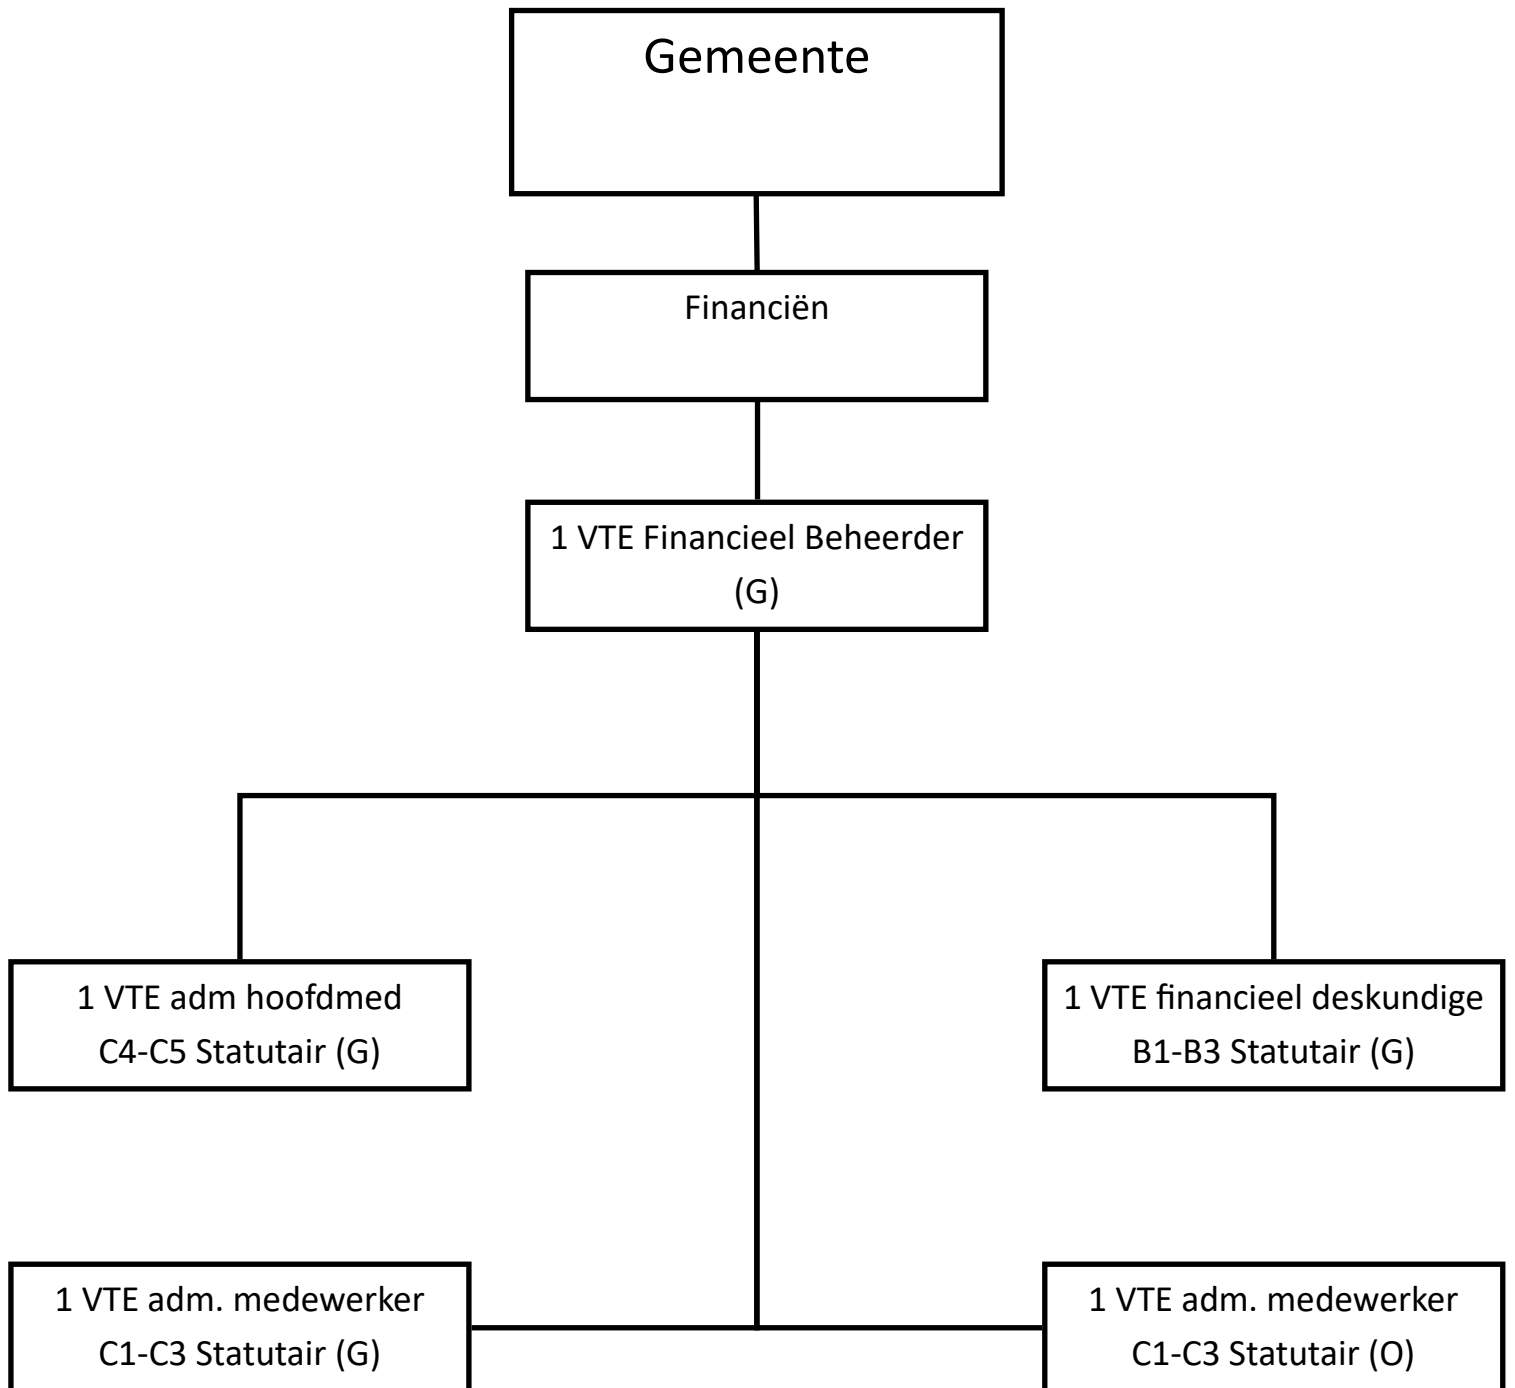 Gemeente
Financiën
1 VTE Financieel Beheerder
(G)
1 VTE adm hoofdmed
C4-C5 Statutair (G)
1 VTE financieel deskundige
B1-B3 Statutair (G)
1 VTE adm. medewerker
C1-C3 Statutair (G)
1 VTE adm. medewerker
C1-C3 Statutair (O)